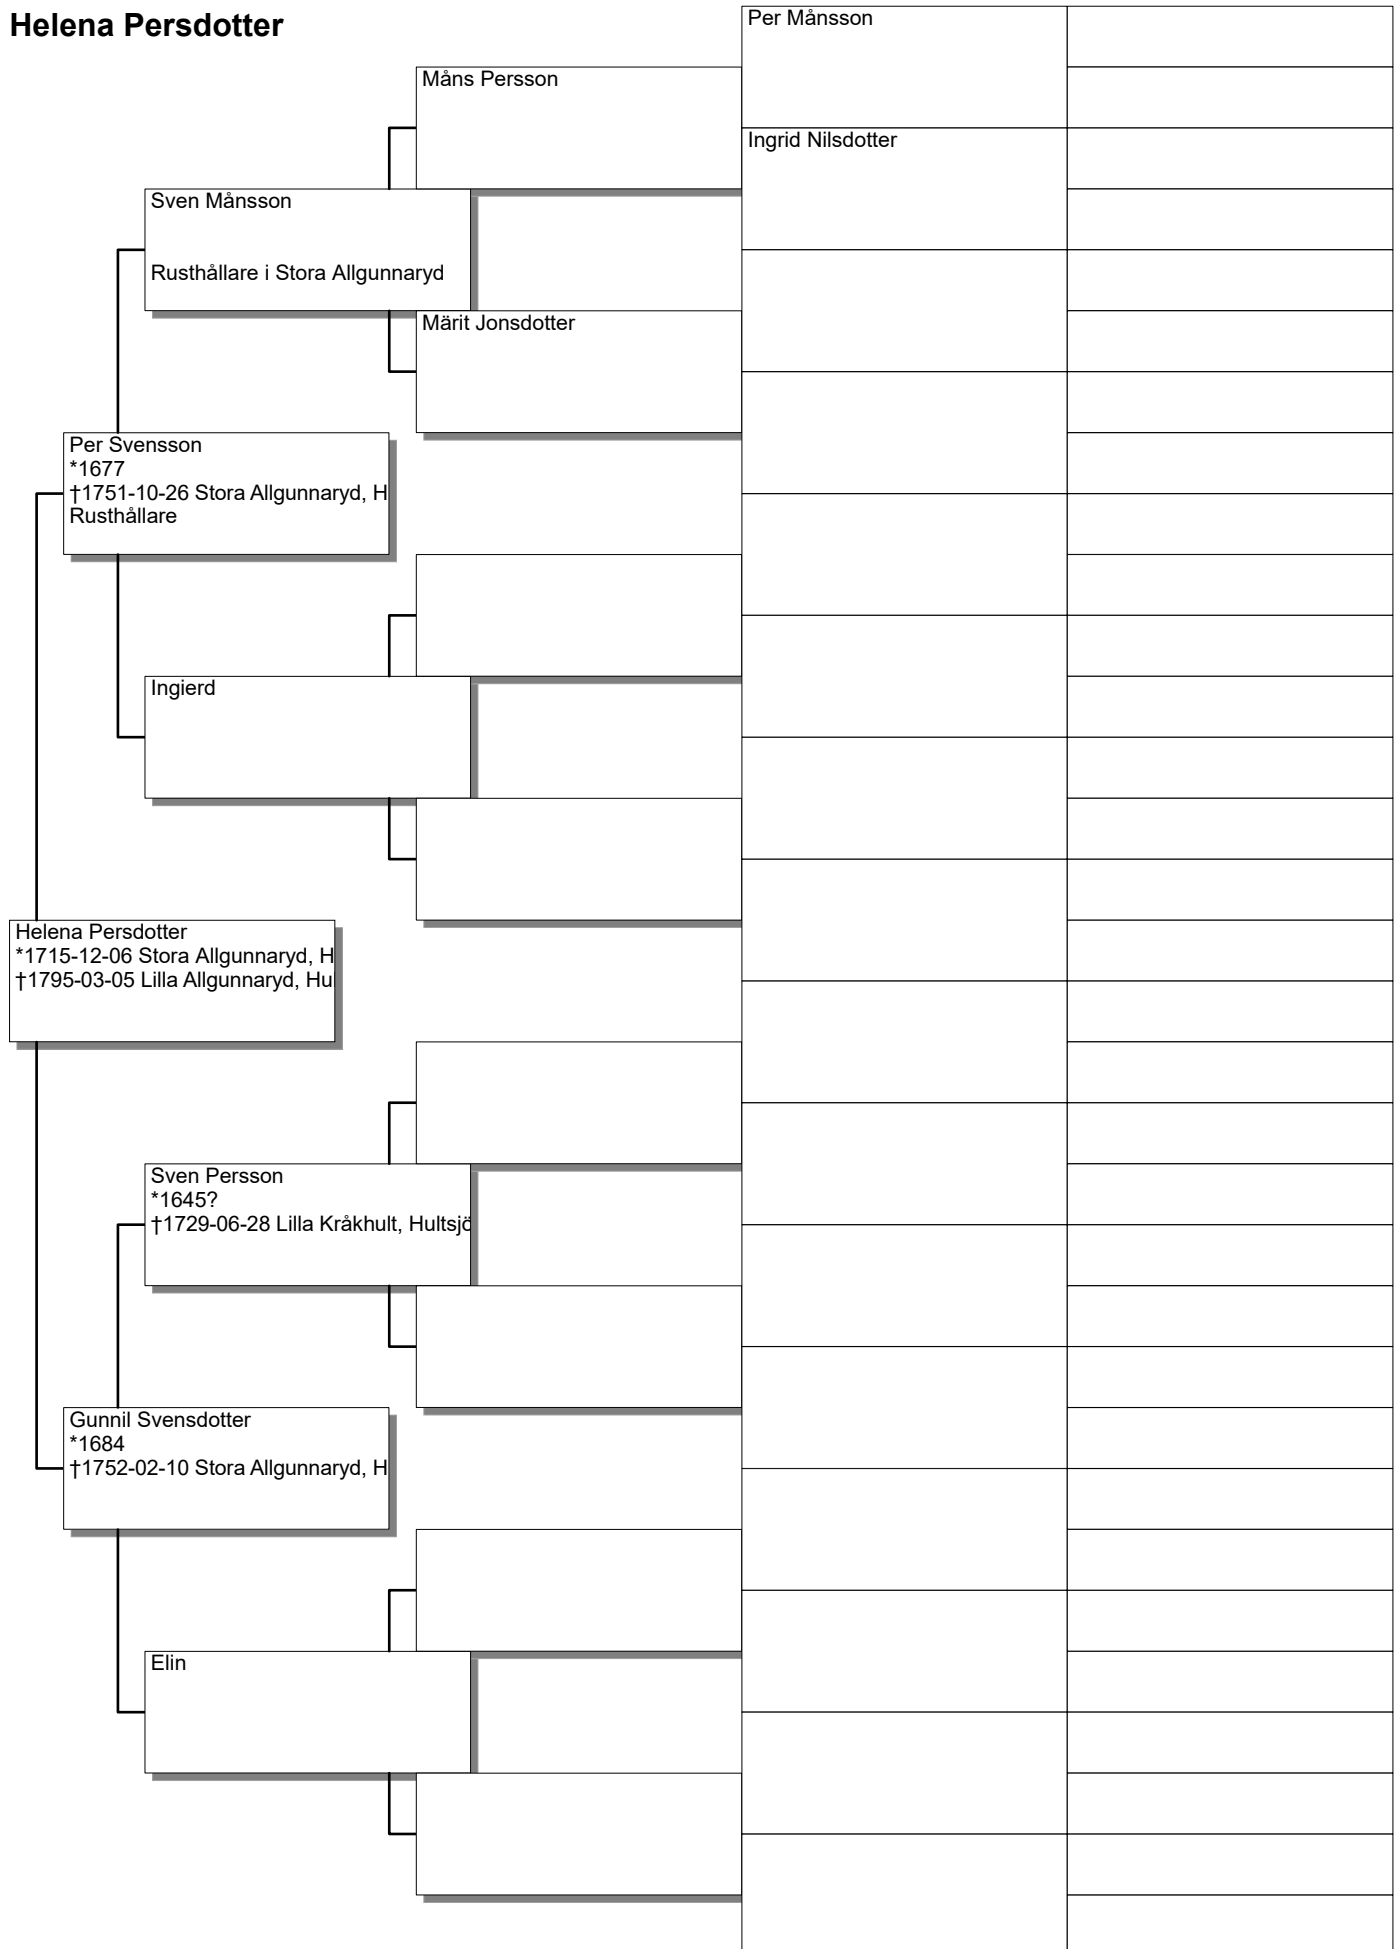 Helena Persdotter
Per Månsson
Måns Persson
Ingrid Nilsdotter
Sven Månsson
Rusthållare i Stora Allgunnaryd
Märit Jonsdotter
Per Svensson
*1677
†1751-10-26 Stora Allgunnaryd, H
Rusthållare
Ingierd
Helena Persdotter
*1715-12-06 Stora Allgunnaryd, H
†1795-03-05 Lilla Allgunnaryd, Hu
Sven Persson
*1645?
†1729-06-28 Lilla Kråkhult, Hultsjö
Gunnil Svensdotter
*1684
†1752-02-10 Stora Allgunnaryd, H
Elin